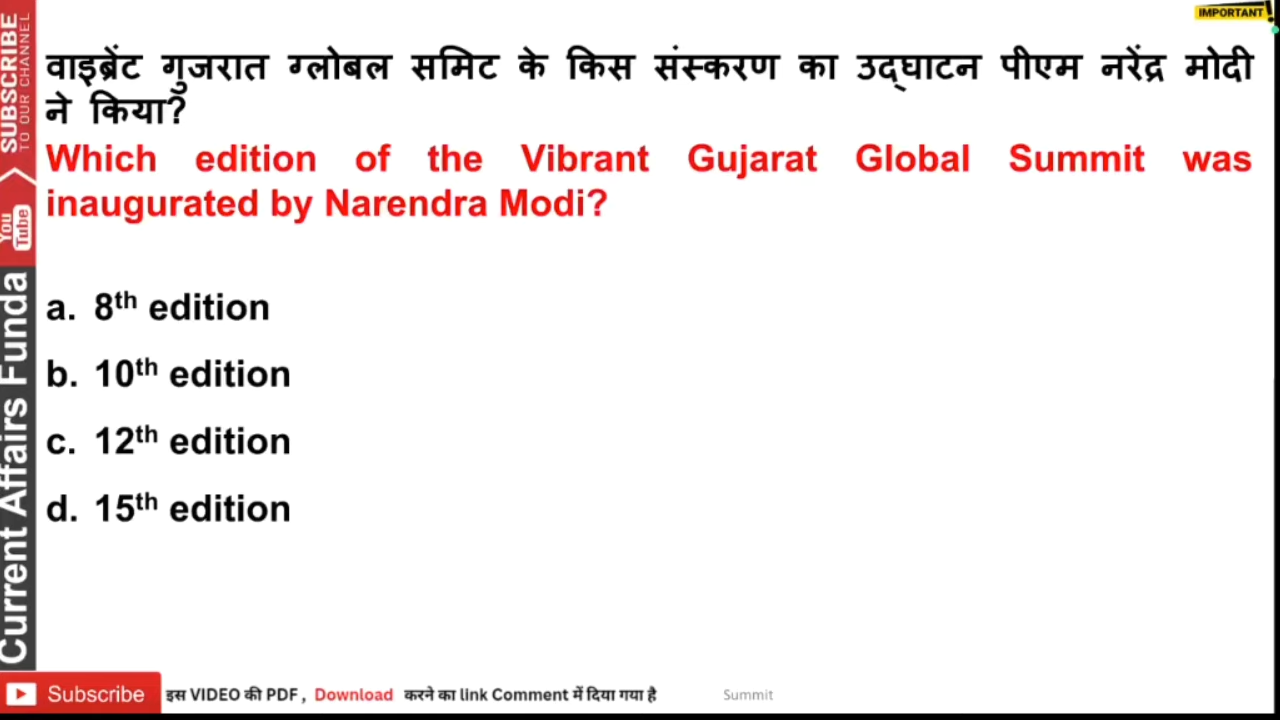 IMPORTANT !
वाइब्रेंट गुजरात ग्लोबल समिट के किस संस्करण का उद्घाटन पीएम नरेंद्र मोदी
ने किया?
Which edition of the Vibrant Gujarat Global Summit was
inaugurated by Narendra Modi?
a. 8th edition
b. 10th edition
c. 12th edition
d. 15th edition
SUBSCRIBE
TO OUR CHANNEL
You
Tube
Current Affairs Funda
Subscribe इस VIDEO की PDF , Download करने का link Comment में दिया गया है Summit